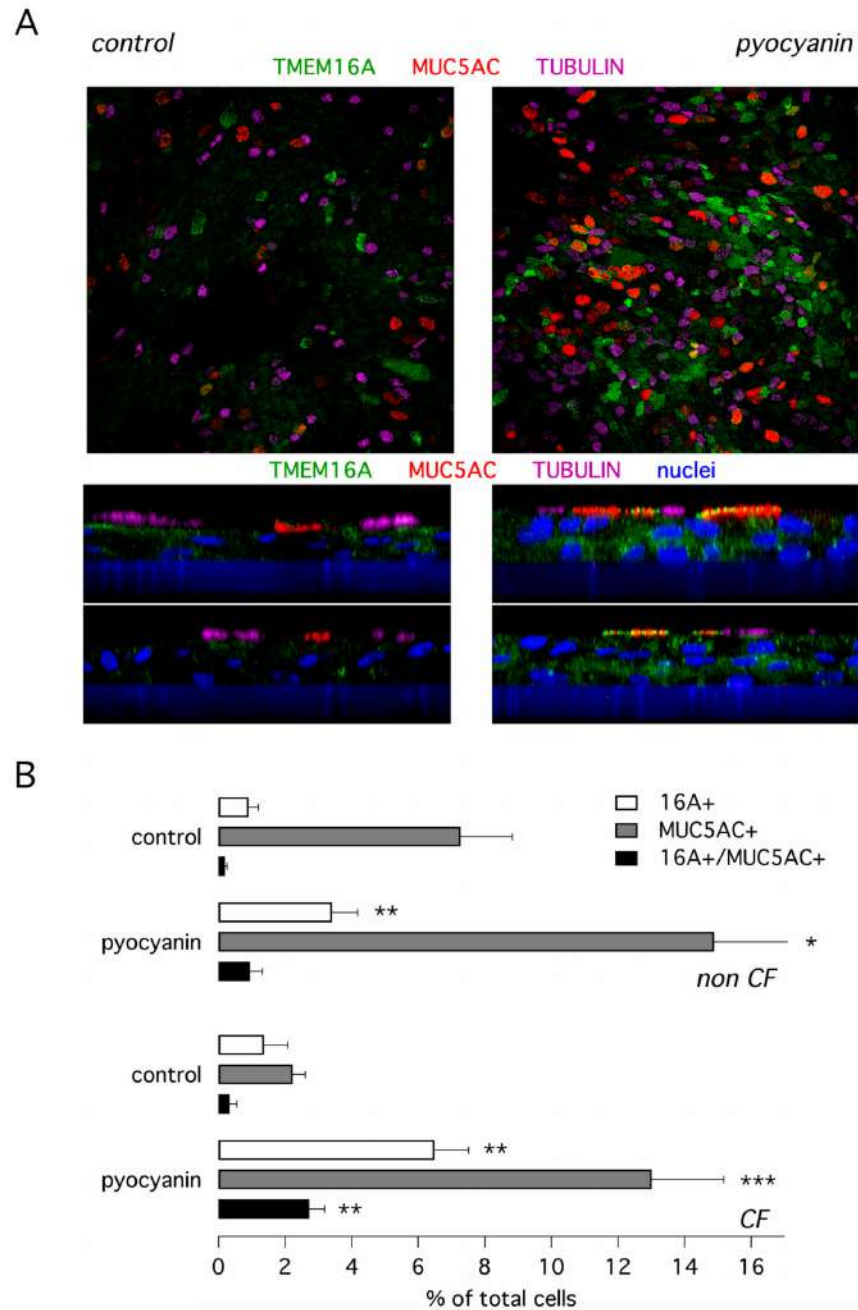 A
control pyocyanin
TMEM16A MUC5AC TUBULIN
TMEM16A MUC5AC TUBULIN nuclei
B
16A+
control MUC5AC+
16A+/MUC5AC+
**
pyocyanin *
non CF
control
**
pyocyanin ***
** CF
0 2 4 6 8 10 12 14 16
% of total cells